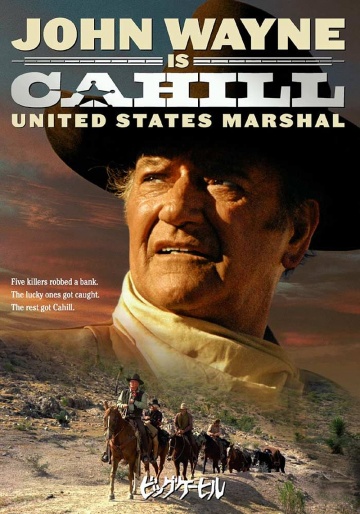 JOHN WAYNE
IS
CAHILL
UNITED STATES MARSHAL
Five killers robbed a bank.
The lucky ones got caught.
The rest got Cahill.
ビッグケーヒル